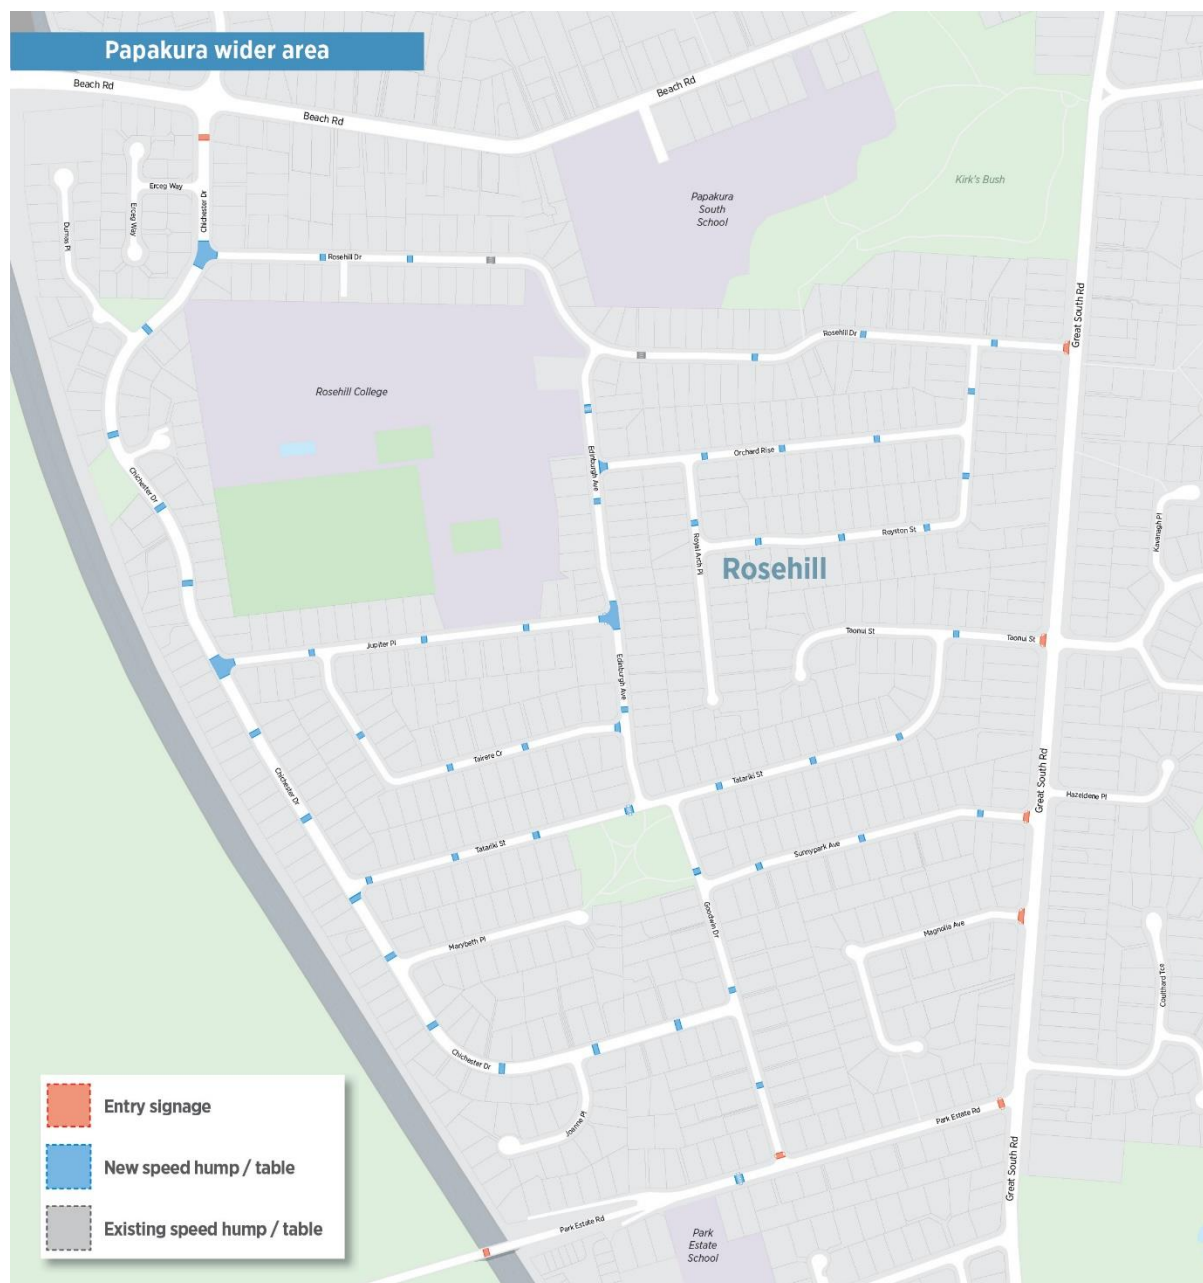 Papakura wider area
Beach Rd
Beach Rd
Beach Rd
Kirk's Bush
Papakura
South
School
Erceg Way
Erceg Way
Chichester Dr
Dumas Pl
Rosehill Dr
Great South Rd
Rosehill Dr
Rosehill College
Edinburgh Ave
Orchard Rise
Chichester Dr
Kavanagh Pl
Royston St
Royal Arch Pl
Rosehill
Taonui St
Taonui St
Jupiter Pl
Edinburgh Ave
Tairere Cr
Chichester Dr
Tatariki St
Great South Rd
Hazeldene Pl
Tatariki St
Sunnypark Ave
Goodwin Dr
Magnolia Ave
Marybeth Pl
Coulthard Tce
Chichester Dr
Joanne Pl
Park Estate Rd
Great South Rd
Park Estate Rd
Park
Estate
School
Entry signage
New speed hump / table
Existing speed hump / table